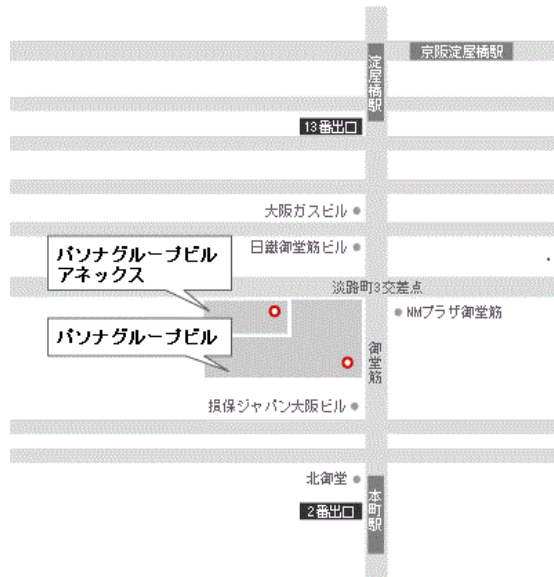 京阪淀屋橋駅
淀屋橋駅
13番出口
大阪ガスビル
日鐵御堂筋ビル
パソナグループビル
アネックス
淡路町3交差点
NMプラザ御堂筋
パソナグループビル
御堂筋
損保ジャパン大阪ビル
北御堂
本町駅
2番出口